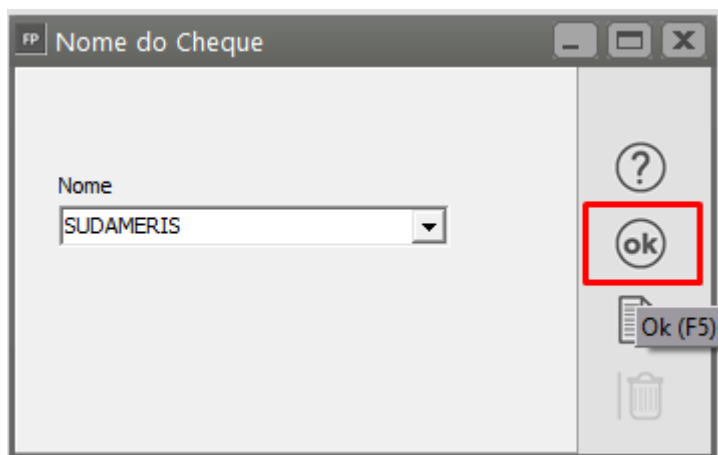 FP Nome do Cheque
Nome
SUDAMERIS
?
ok
Ok (F5)